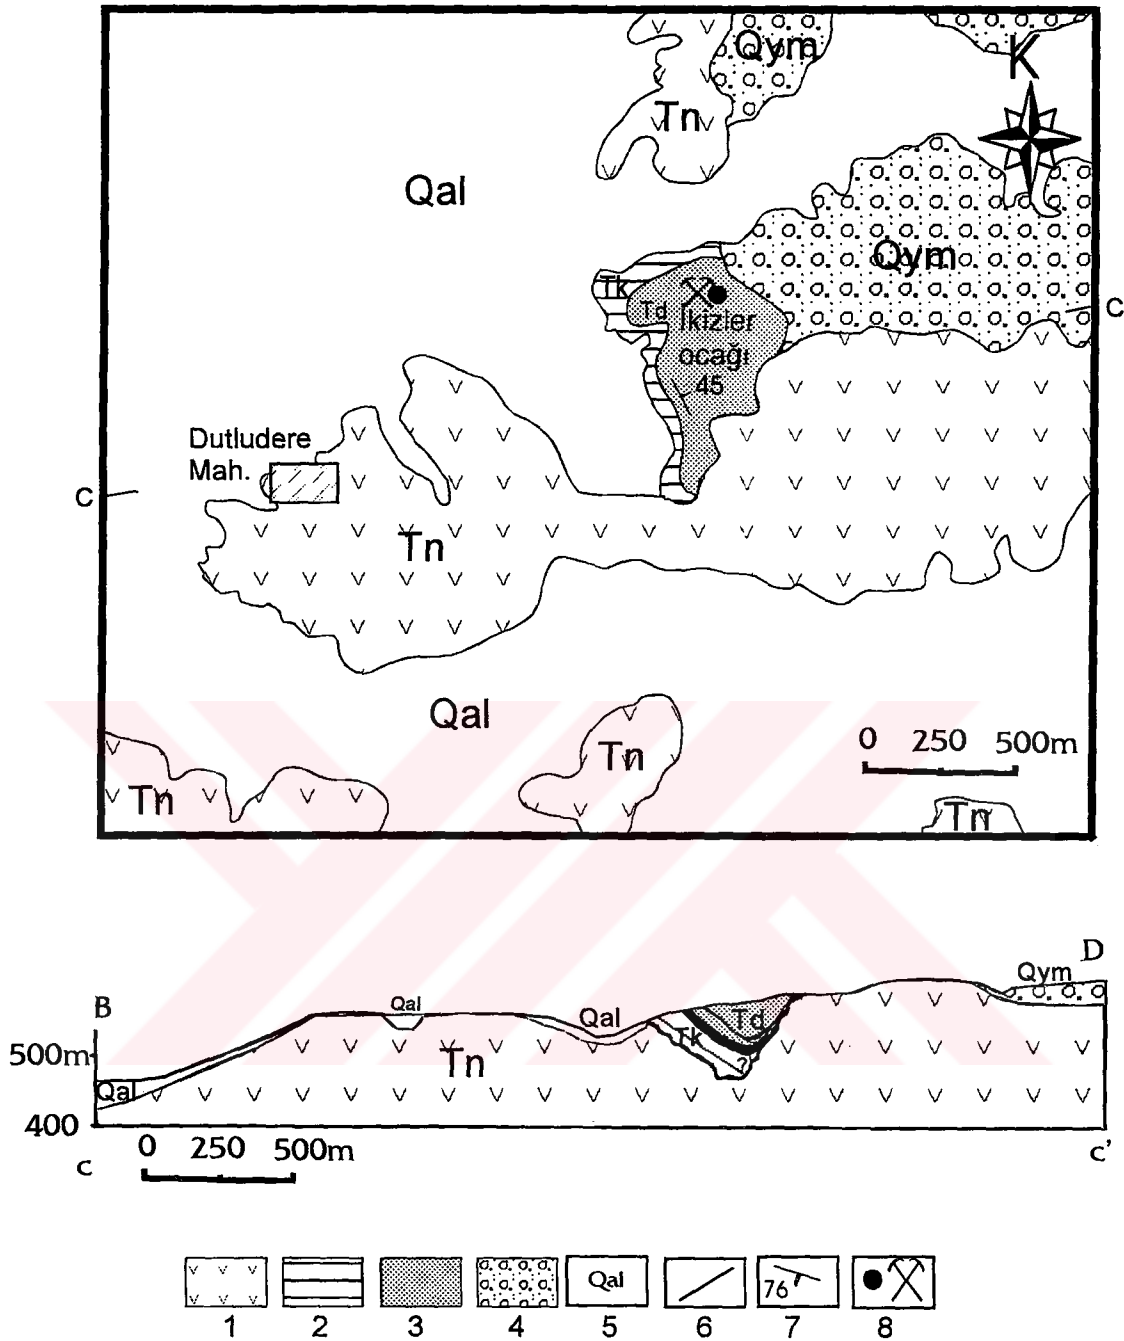 Qym
K
Tn
Qal
Qym
Tk
Td
İkizler
ocağı
45
C
Dutludere
Mah.
C
Tn
Qal
Tn
Tn
Tn
0 250 500m
D
B
Qym
Qal
Qal
Td
Tk
?
500m
Tn
Qal
400
0 250 500m
c
c'
Qal
76
1 2 3 4 5 6 7 8